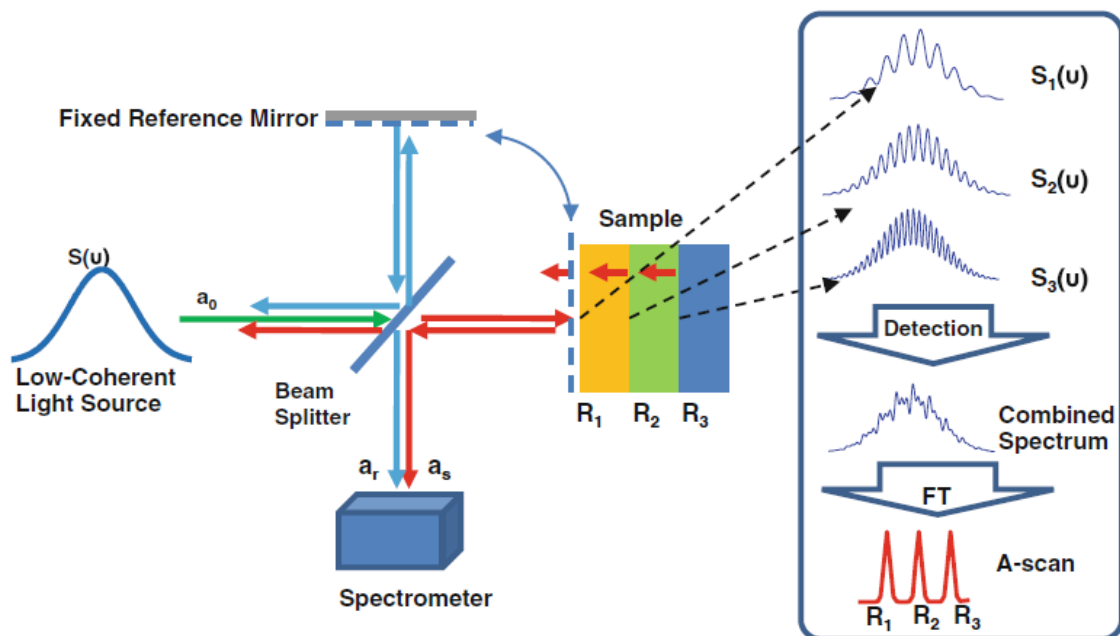 Fixed Reference Mirror
S(υ)
a₀
Low-Coherent
Light Source
Beam
Splitter
Sample
R₁ R₂ R₃
aᵣ aₛ
Spectrometer
S₁(υ)
S₂(υ)
S₃(υ)
Detection
Combined
Spectrum
FT
A-scan
R₁ R₂ R₃